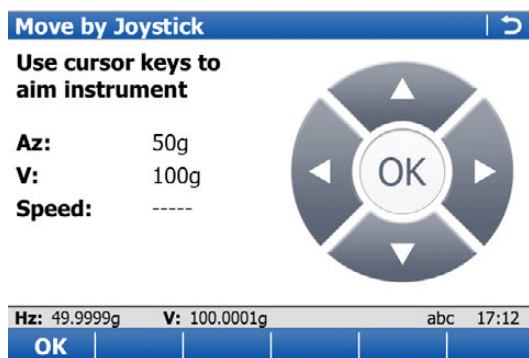 Move by Joystick
Use cursor keys to
aim instrument
Az: 50g
V: 100g
Speed: -----
OK
Hz: 49.9999g V: 100.0001g abc 17:12
OK